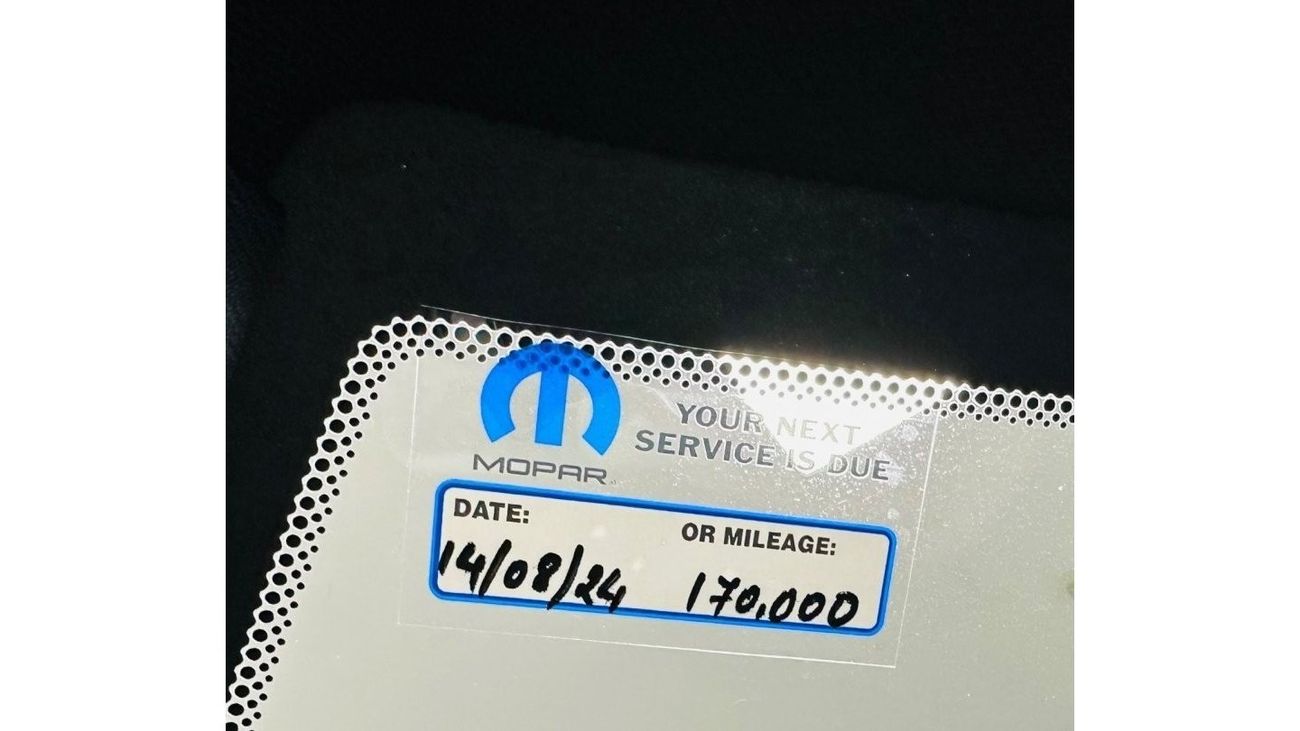 MOPAR
YOUR NEXT
SERVICE IS DUE
DATE:
OR MILEAGE:
14/08/24
170,000